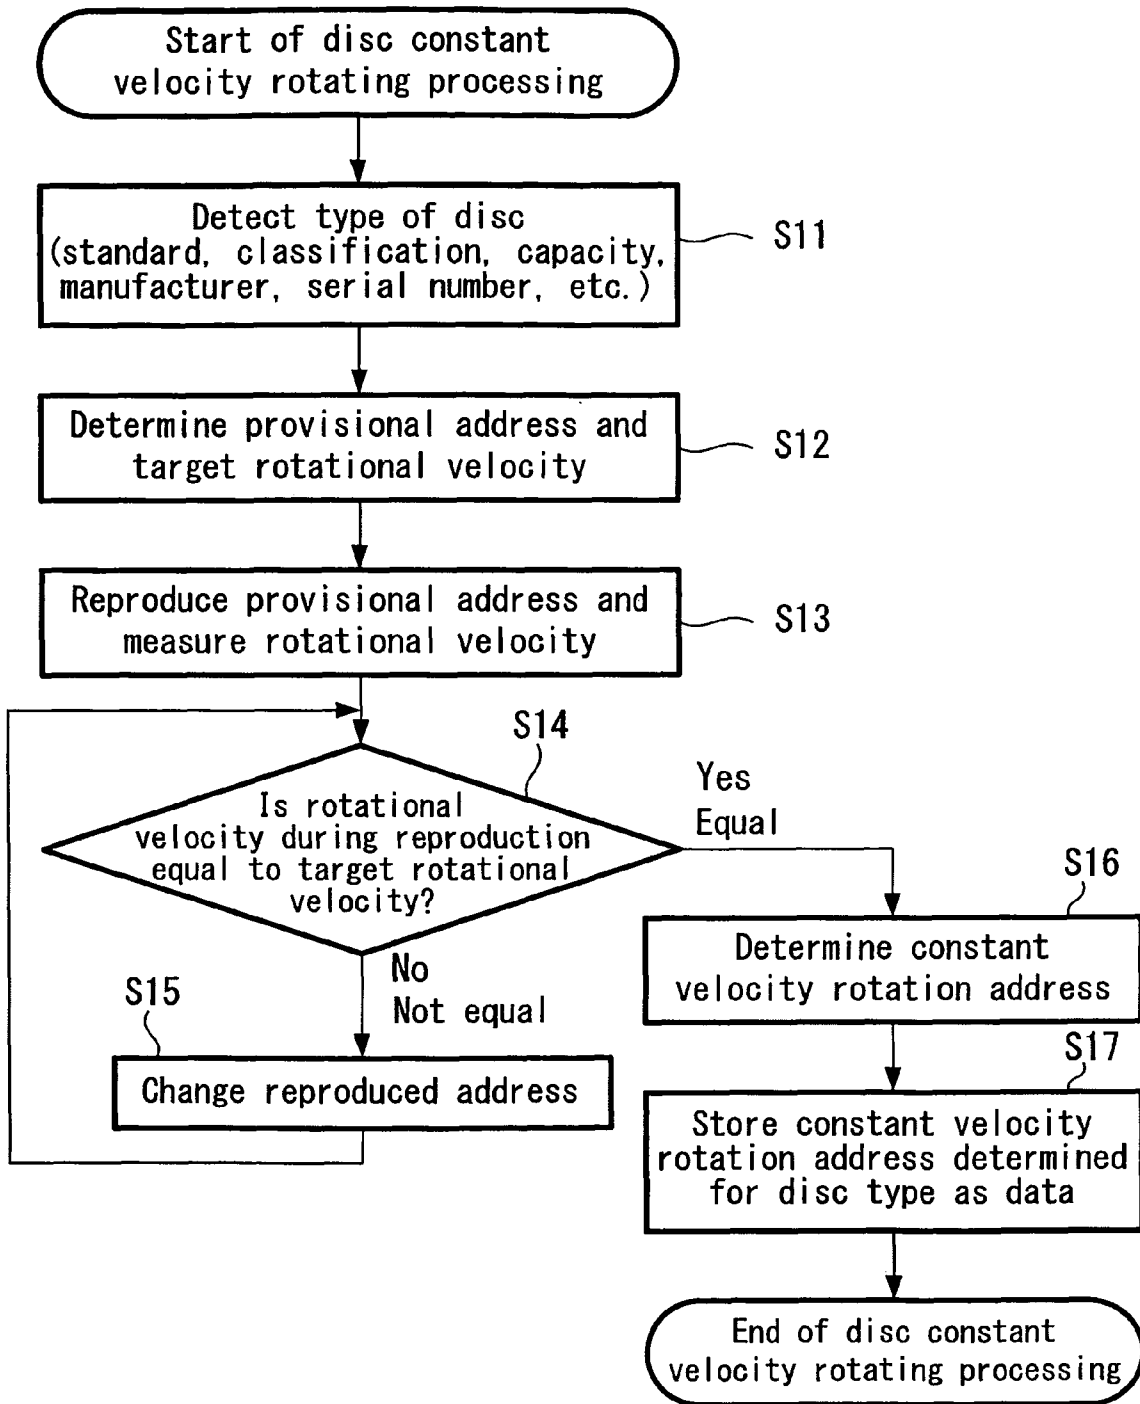 Start of disc constant
velocity rotating processing
Detect type of disc
(standard, classification, capacity,
manufacturer, serial number, etc.)
S11
Determine provisional address and
target rotational velocity
S12
Reproduce provisional address and
measure rotational velocity
S13
S14
Is rotational
velocity during reproduction
equal to target rotational
velocity?
Yes
Equal
No
Not equal
S15
Change reproduced address
S16
Determine constant
velocity rotation address
S17
Store constant velocity
rotation address determined
for disc type as data
End of disc constant
velocity rotating processing